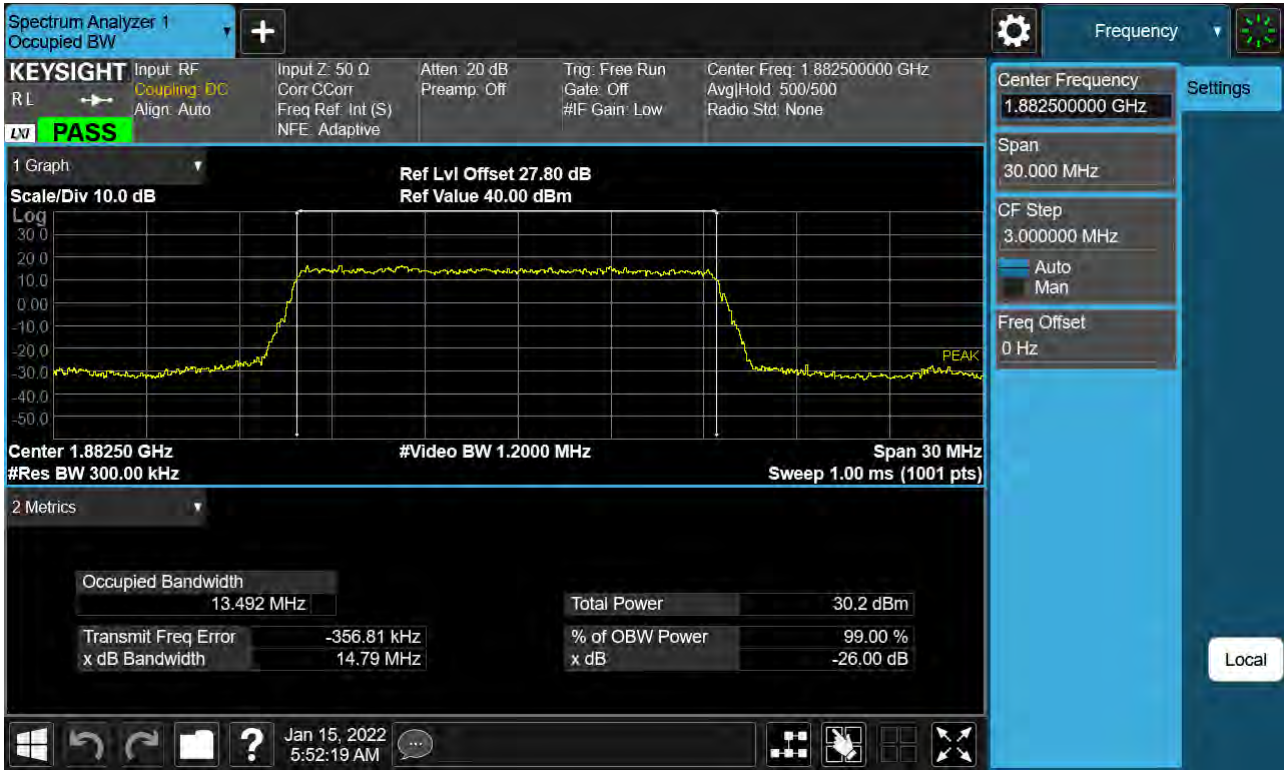 Spectrum Analyzer 1
Occupied BW
+
Frequency
KEYSIGHT
RL
LXI
PASS
Input: RF
Coupling: DC
Align: Auto
Input Z: 50 Ω
Corr CCorr
Freq Ref: Int (S)
NFE: Adaptive
Atten: 20 dB
Preamp: Off
Trig: Free Run
Gate: Off
#IF Gain: Low
Center Freq: 1.882500000 GHz
Avg|Hold: 500/500
Radio Std: None
Center Frequency
1.882500000 GHz
Settings
Span
30.000 MHz
CF Step
3.000000 MHz
Auto
Man
Freq Offset
0 Hz
1 Graph
Scale/Div 10.0 dB
Ref Lvl Offset 27.80 dB
Ref Value 40.00 dBm
Log
30.0
20.0
10.0
0.00
-10.0
-20.0
-30.0
-40.0
-50.0
PEAK
Center 1.88250 GHz
#Video BW 1.2000 MHz
Span 30 MHz
#Res BW 300.00 kHz
Sweep 1.00 ms (1001 pts)
2 Metrics
Occupied Bandwidth
13.492 MHz
Total Power 30.2 dBm
Transmit Freq Error -356.81 kHz
% of OBW Power 99.00 %
x dB Bandwidth 14.79 MHz
x dB -26.00 dB
Local
?
Jan 15, 2022
5:52:19 AM